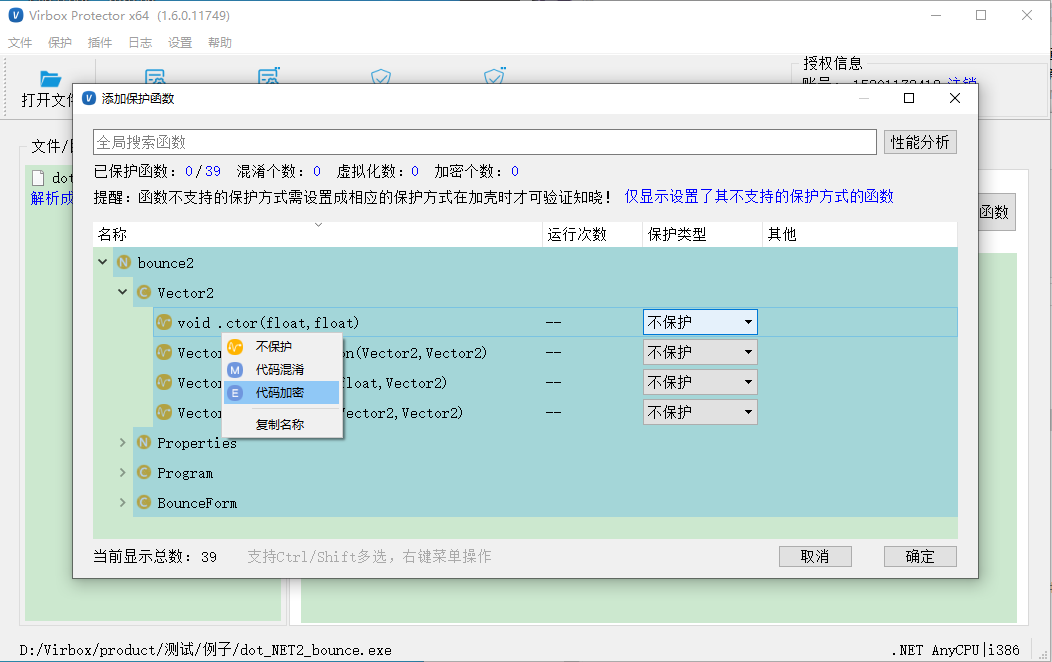 Virbox Protector x64 (1.6.0.11749)
文件 保护 插件 日志 设置 帮助
授权信息
打开文件
注销
添加保护函数
文件/
全局搜索函数 性能分析
已保护函数: 0/39 混淆个数: 0 虚拟化数: 0 加密个数: 0
dot
解析成
提醒: 函数不支持的保护方式需设置成相应的保护方式在加壳时才可验证知晓! 仅显示设置了其不支持的保护方式的函数
函数
名称 运行次数 保护类型 其他
N bounce2
C Vector2
void .ctor(float,float) -- 不保护
不保护
Vector on(Vector2,Vector2) -- 不保护
M 代码混淆
Vector loat,Vector2) -- 不保护
E 代码加密
Vector ector2,Vector2) -- 不保护
复制名称
N Properties
C Program
C BounceForm
当前显示总数: 39 支持Ctrl/Shift多选, 右键菜单操作 取消 确定
D:/Virbox/product/测试/例子/dot_NET2_bounce.exe .NET AnyCPU|i386